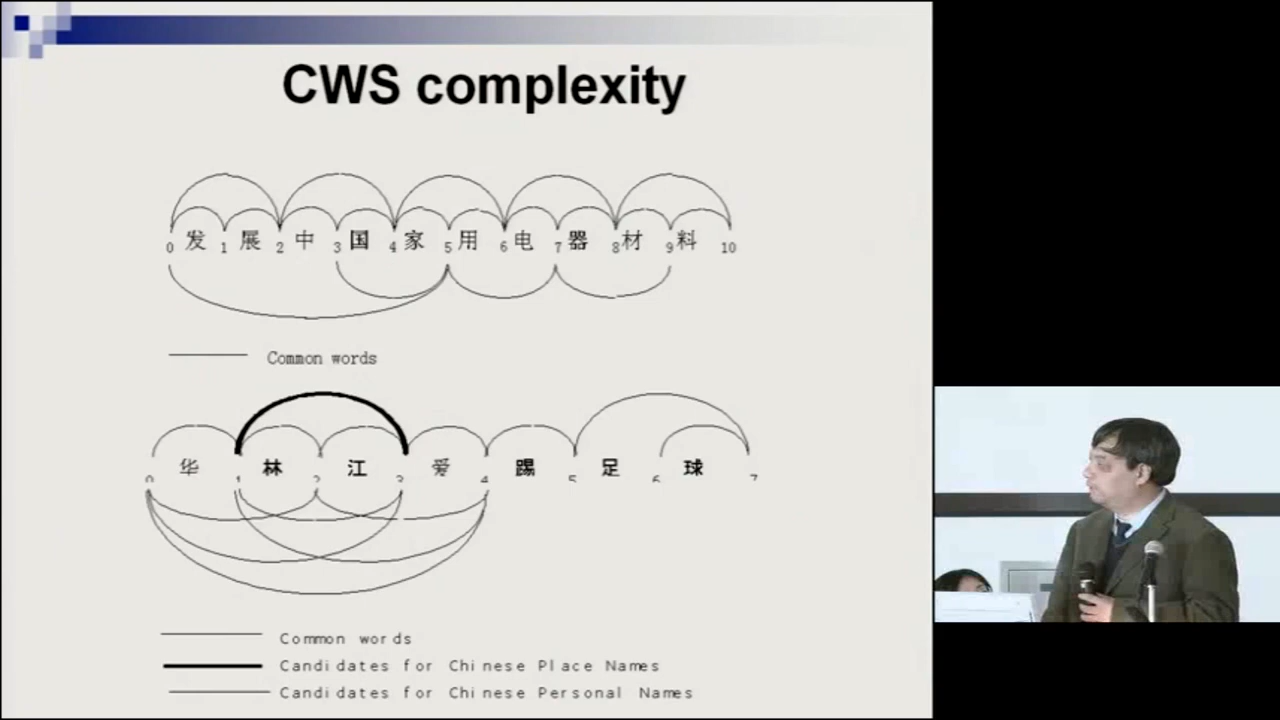 CWS complexity
0 发 1 展 2 中 3 国 4 家 5 用 6 电 7 器 8 材 9 料 10
Common words
华 林 江 爱 踢 足 球
0 1 2 3 4 5 6 7
Common words
Candidates for Chinese Place Names
Candidates for Chinese Personal Names